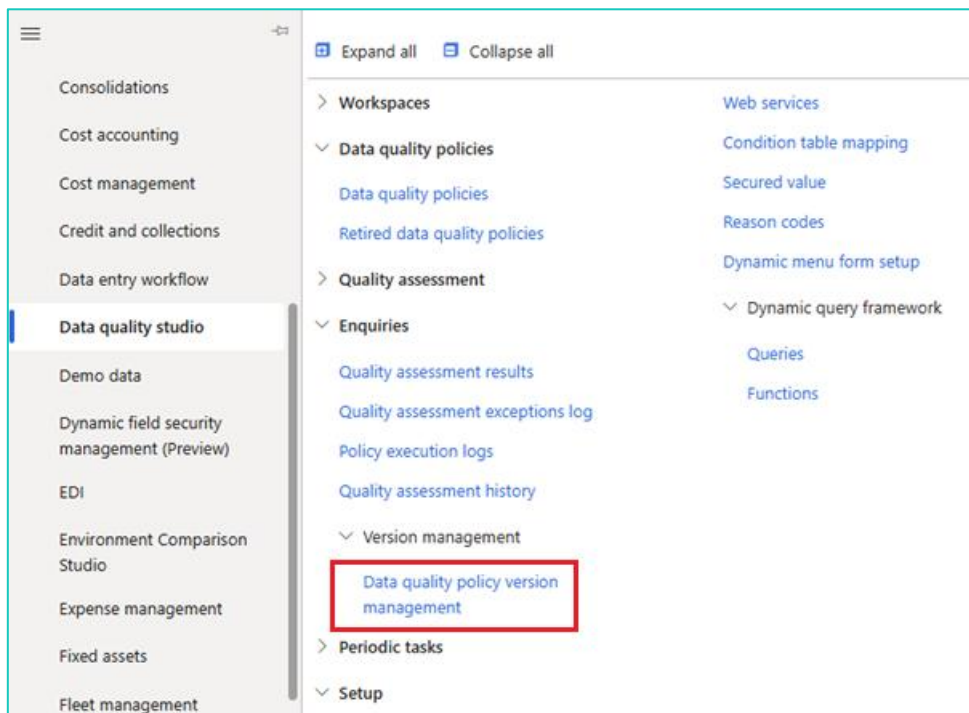 Consolidations
Cost accounting
Cost management
Credit and collections
Data entry workflow
Data quality studio
Demo data
Dynamic field security
management (Preview)
EDI
Environment Comparison
Studio
Expense management
Fixed assets
Fleet management
Expand all
Collapse all
Workspaces
Data quality policies
Data quality policies
Retired data quality policies
Quality assessment
Enquiries
Quality assessment results
Quality assessment exceptions log
Policy execution logs
Quality assessment history
Version management
Data quality policy version
management
Periodic tasks
Setup
Web services
Condition table mapping
Secured value
Reason codes
Dynamic menu form setup
Dynamic query framework
Queries
Functions